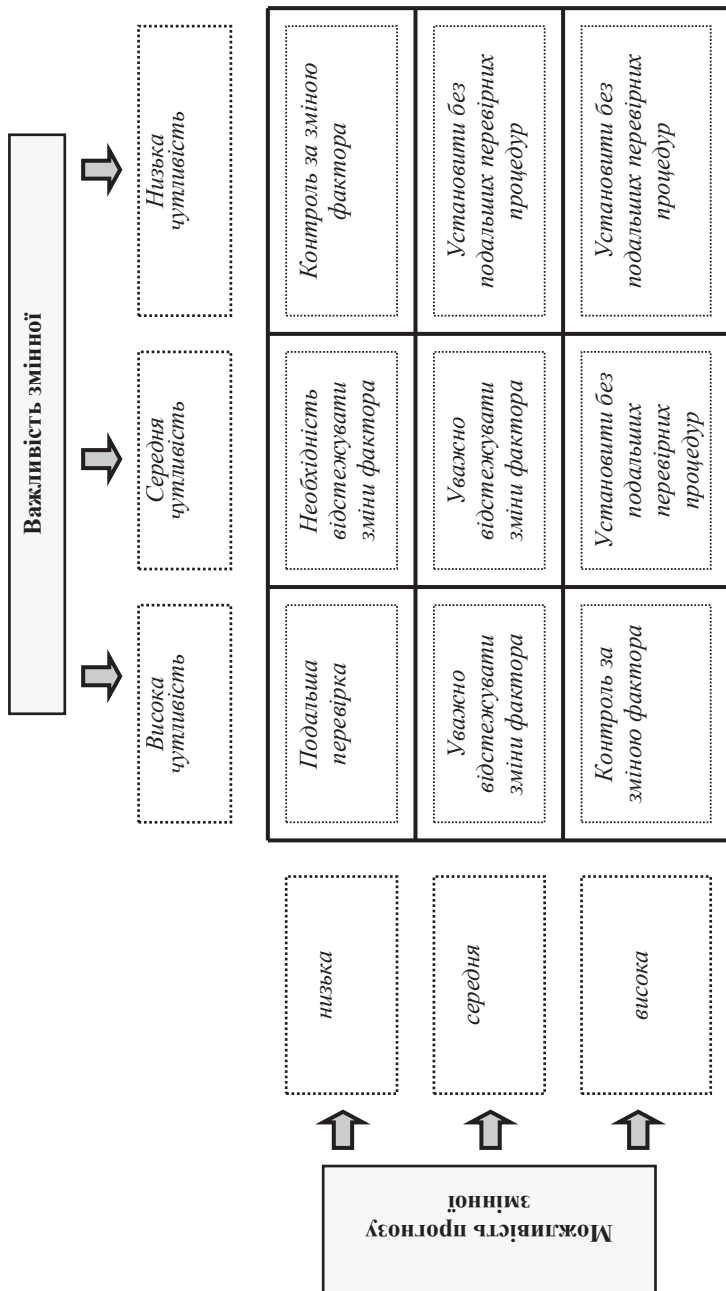 Важливість змінної
Висока
чутливість
Середня
чутливість
Низька
чутливість
Можливість прогнозу
змінної
низька
Подальша
перевірка
Необхідність
відстежувати
зміни фактора
Контроль за зміною
фактора
середня
Уважно
відстежувати
зміни фактора
Уважно
відстежувати
зміни фактора
Установити без
подальших перевірних
процедур
висока
Контроль за
зміною фактора
Установити без
подальших
перевірних
процедур
Установити без
подальших перевірних
процедур